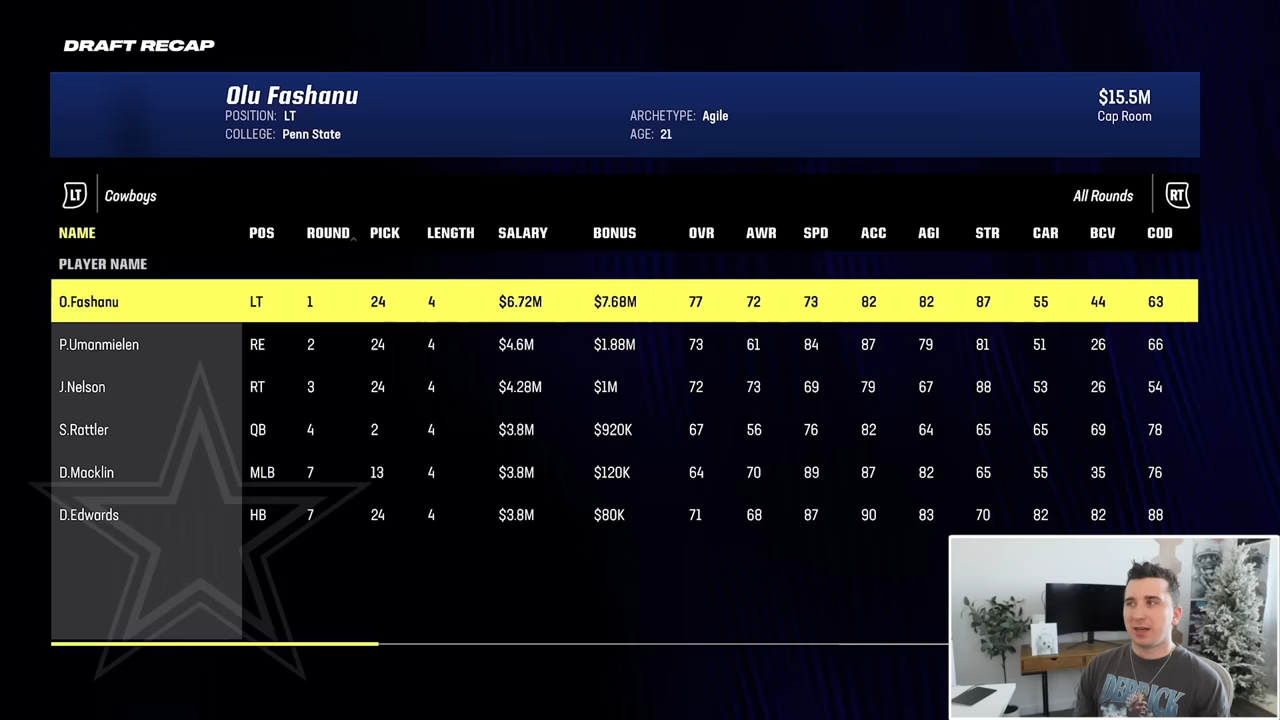 DRAFT RECAP
Olu Fashanu
POSITION: LT
COLLEGE: Penn State
ARCHETYPE: Agile
AGE: 21
$15.5M
Cap Room
LT Cowboys All Rounds RT
NAME POS ROUND PICK LENGTH SALARY BONUS OVR AWR SPD ACC AGI STR CAR BCV COD
PLAYER NAME
O.Fashanu LT 1 24 4 $6.72M $7.68M 77 72 73 82 82 87 55 44 63
P.Umanmielen RE 2 24 4 $4.6M $1.88M 73 61 84 87 79 81 51 26 66
J.Nelson RT 3 24 4 $4.28M $1M 72 73 69 79 67 88 53 26 54
S.Rattler QB 4 2 4 $3.8M $920K 67 56 76 82 64 65 65 69 78
D.Macklin MLB 7 13 4 $3.8M $120K 64 70 89 87 82 65 55 35 76
D.Edwards HB 7 24 4 $3.8M $80K 71 68 87 90 83 70 82 82 88
DERRICK